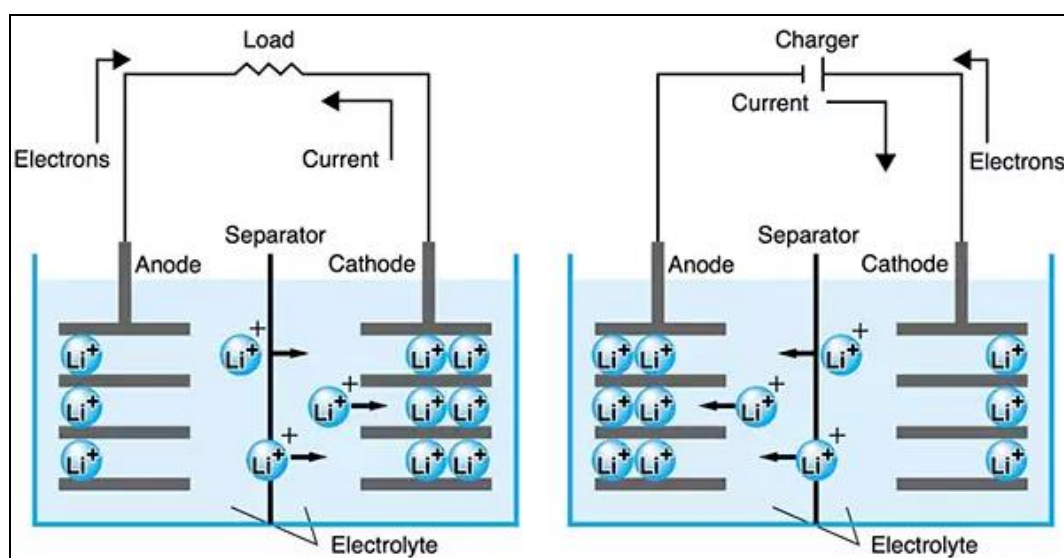 Load
Electrons
Current
Separator
Anode
Cathode
Li+
+
Li+
Li+
Li+
Li+
+
Li+
Li+
Li+
Li+
+
Li+
Li+
Li+
Electrolyte
Charger
Current
Electrons
Separator
Anode
Cathode
Li+
Li+
+
Li+
Li+
Li+
Li+
+
Li+
Li+
Li+
Li+
+
Li+
Li+
Electrolyte